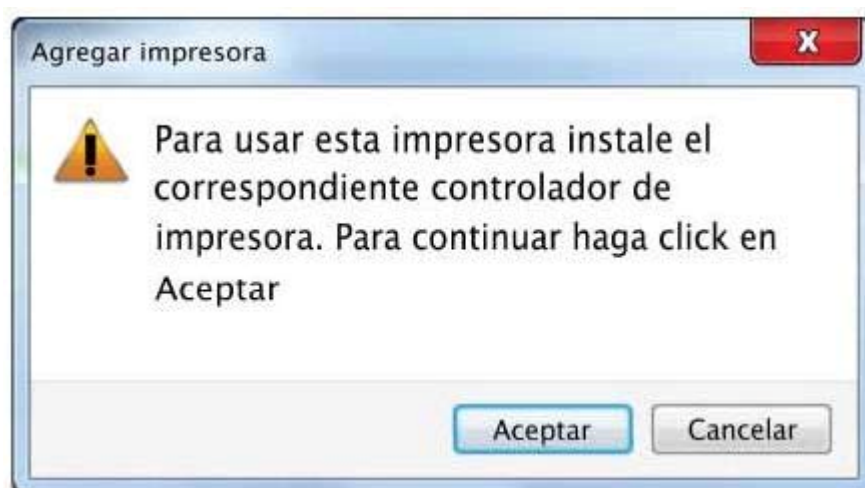 Agregar impresora
X
Para usar esta impresora instale el
correspondiente controlador de
impresora. Para continuar haga click en
Aceptar
Aceptar
Cancelar